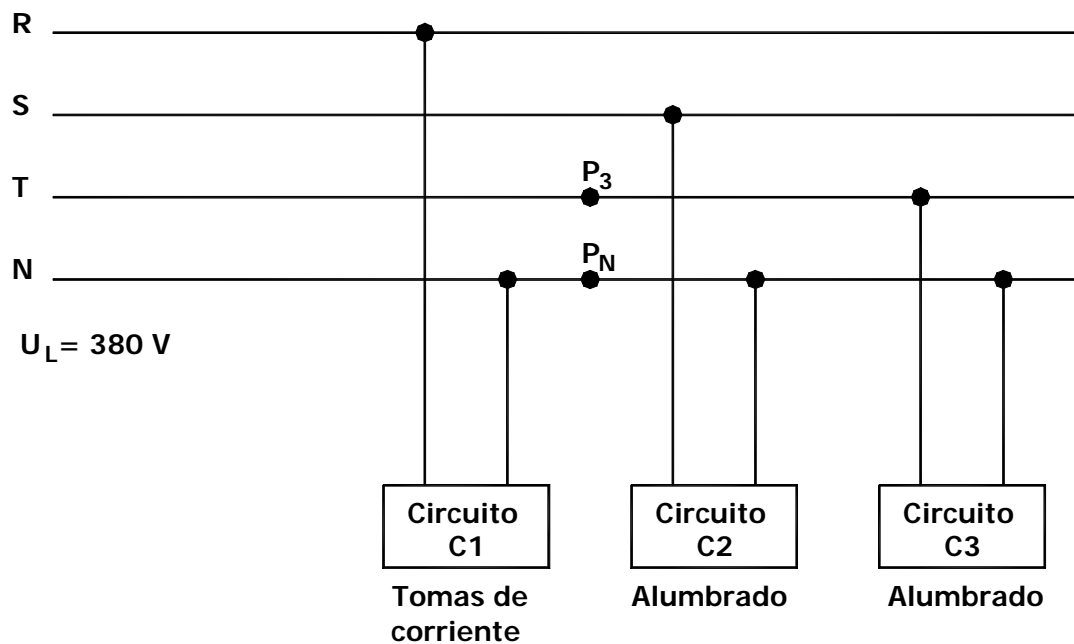 R
S
P3
T
PN
N
UL= 380 V
Circuito
C1
Circuito
C2
Circuito
C3
Tomas de
corriente
Alumbrado
Alumbrado